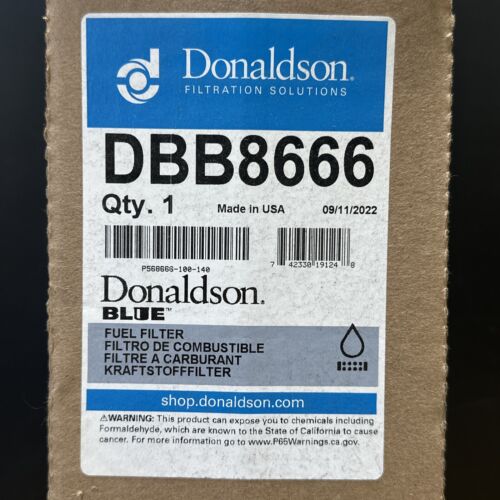 Donaldson®
FILTRATION SOLUTIONS
DBB8666
Qty. 1 Made in USA 09/11/2022
P568666-100-140 7 42330 19124 8
Donaldson®
BLUE™
FUEL FILTER
FILTRO DE COMBUSTIBLE
FILTRE A CARBURANT
KRAFTSTOFFFILTER
shop.donaldson.com
⚠WARNING: This product can expose you to chemicals including
Formaldehyde, which are known to the State of California to cause
cancer. For more information go to www.P65Warnings.ca.gov.